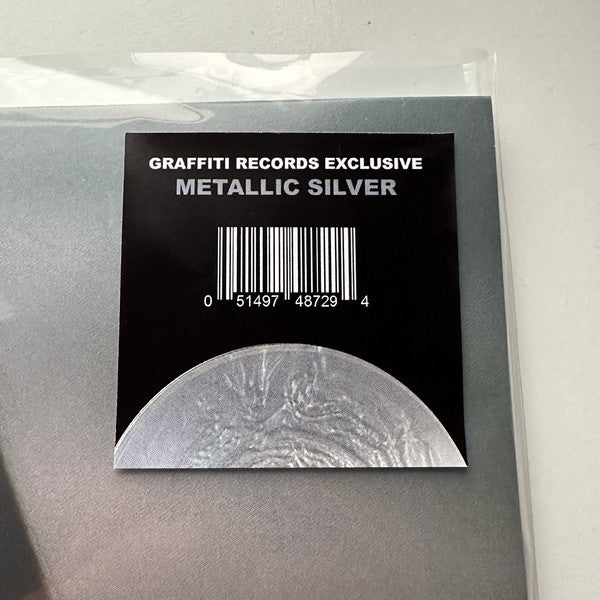 GRAFFITI RECORDS EXCLUSIVE
METALLIC SILVER
0 51497 48729 4